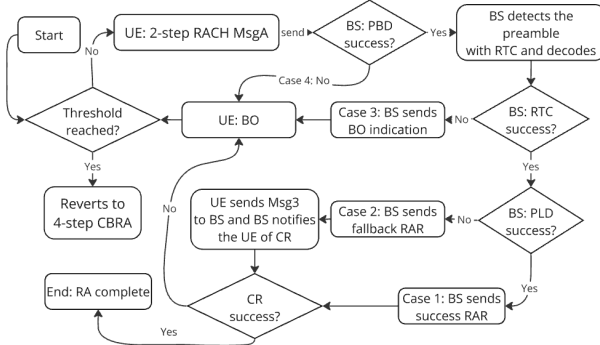 Start
UE: 2-step RACH MsgA
send
BS: PBD
success?
Yes
BS detects the
preamble
with RTC and decodes
No
Case 4: No
Threshold
reached?
UE: BO
Case 3: BS sends
BO indication
No
BS: RTC
success?
Yes
Yes
Reverts to
4-step CBRA
No
UE sends Msg3
to BS and BS notifies
the UE of CR
Case 2: BS sends
fallback RAR
No
BS: PLD
success?
Yes
End: RA complete
CR
success?
Case 1: BS sends
success RAR
Yes